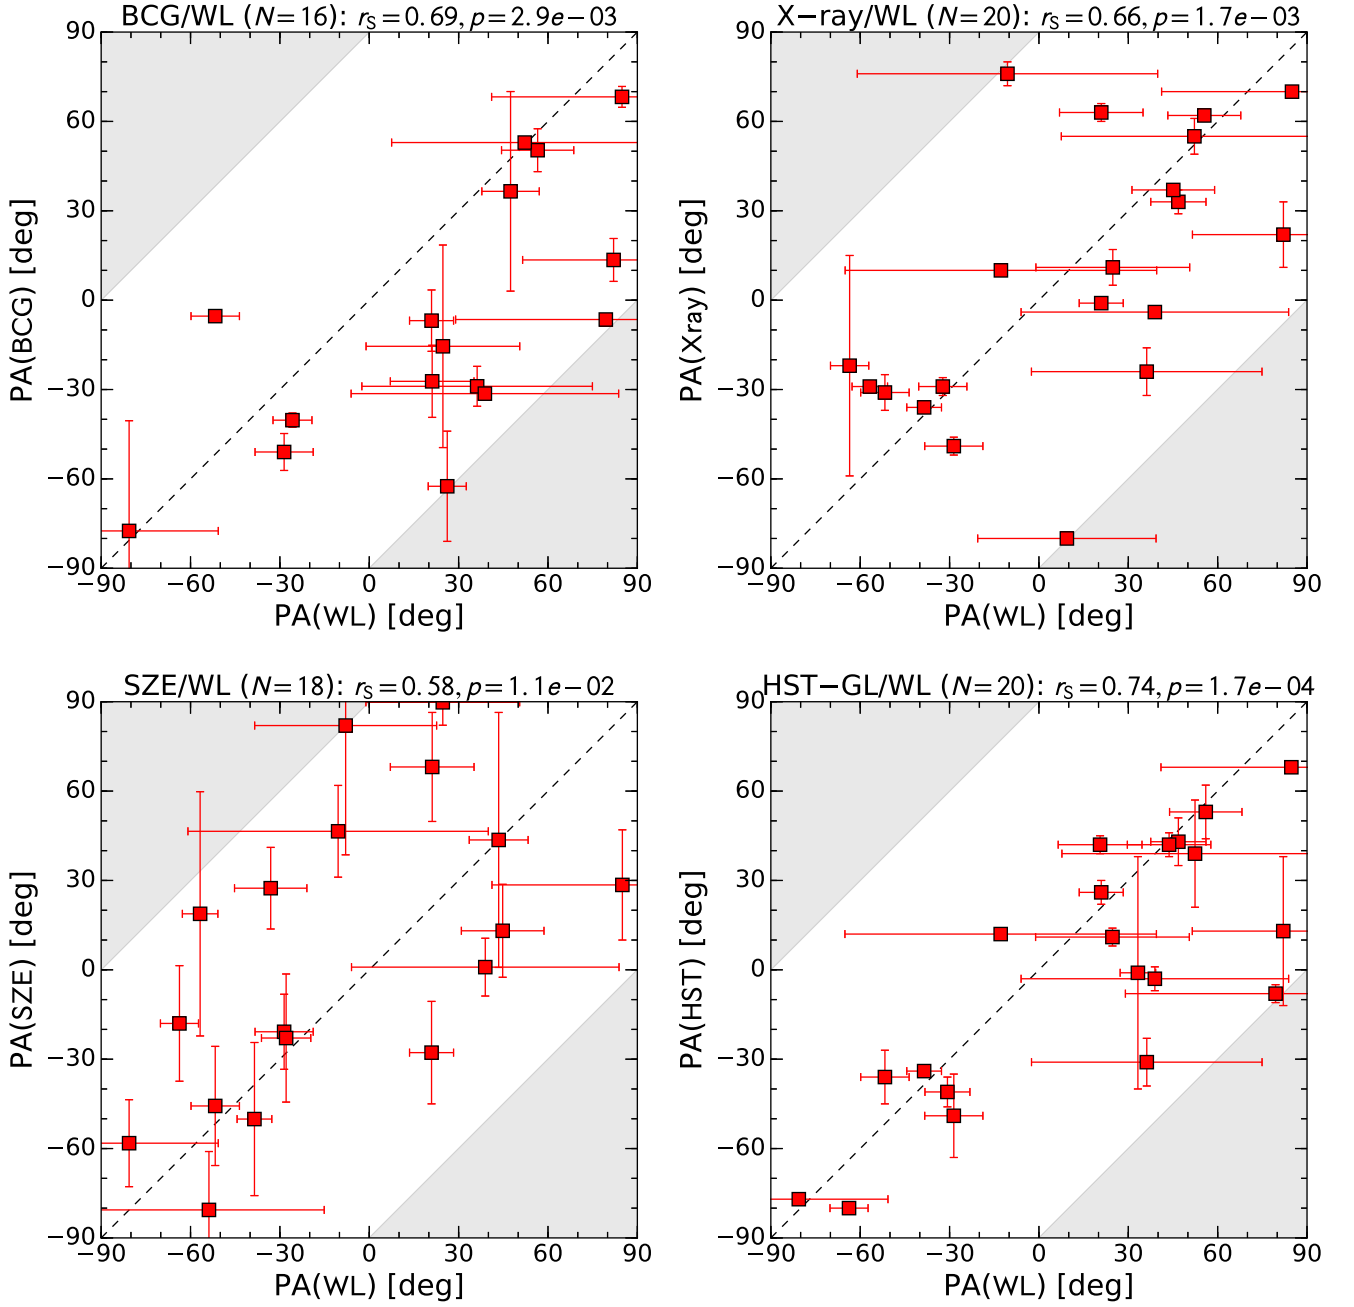 BCG/WL (N=16): rS=0.69, p=2.9e−03
90
60
30
0
−30
−60
−90
PA(BCG) [deg]
−90 −60 −30 0 30 60 90
PA(WL) [deg]
X−ray/WL (N=20): rS=0.66, p=1.7e−03
90
60
30
0
−30
−60
−90
PA(Xray) [deg]
−90 −60 −30 0 30 60 90
PA(WL) [deg]
SZE/WL (N=18): rS=0.58, p=1.1e−02
90
60
30
0
−30
−60
−90
PA(SZE) [deg]
−90 −60 −30 0 30 60 90
PA(WL) [deg]
HST−GL/WL (N=20): rS=0.74, p=1.7e−04
90
60
30
0
−30
−60
−90
PA(HST) [deg]
−90 −60 −30 0 30 60 90
PA(WL) [deg]